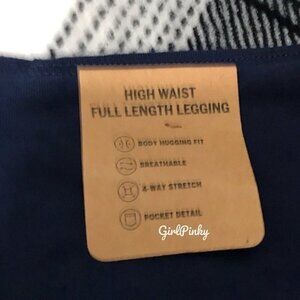 HIGH WAIST
FULL LENGTH LEGGING
BODY HUGGING FIT
BREATHABLE
4-WAY STRETCH
POCKET DETAIL
GirlPinky